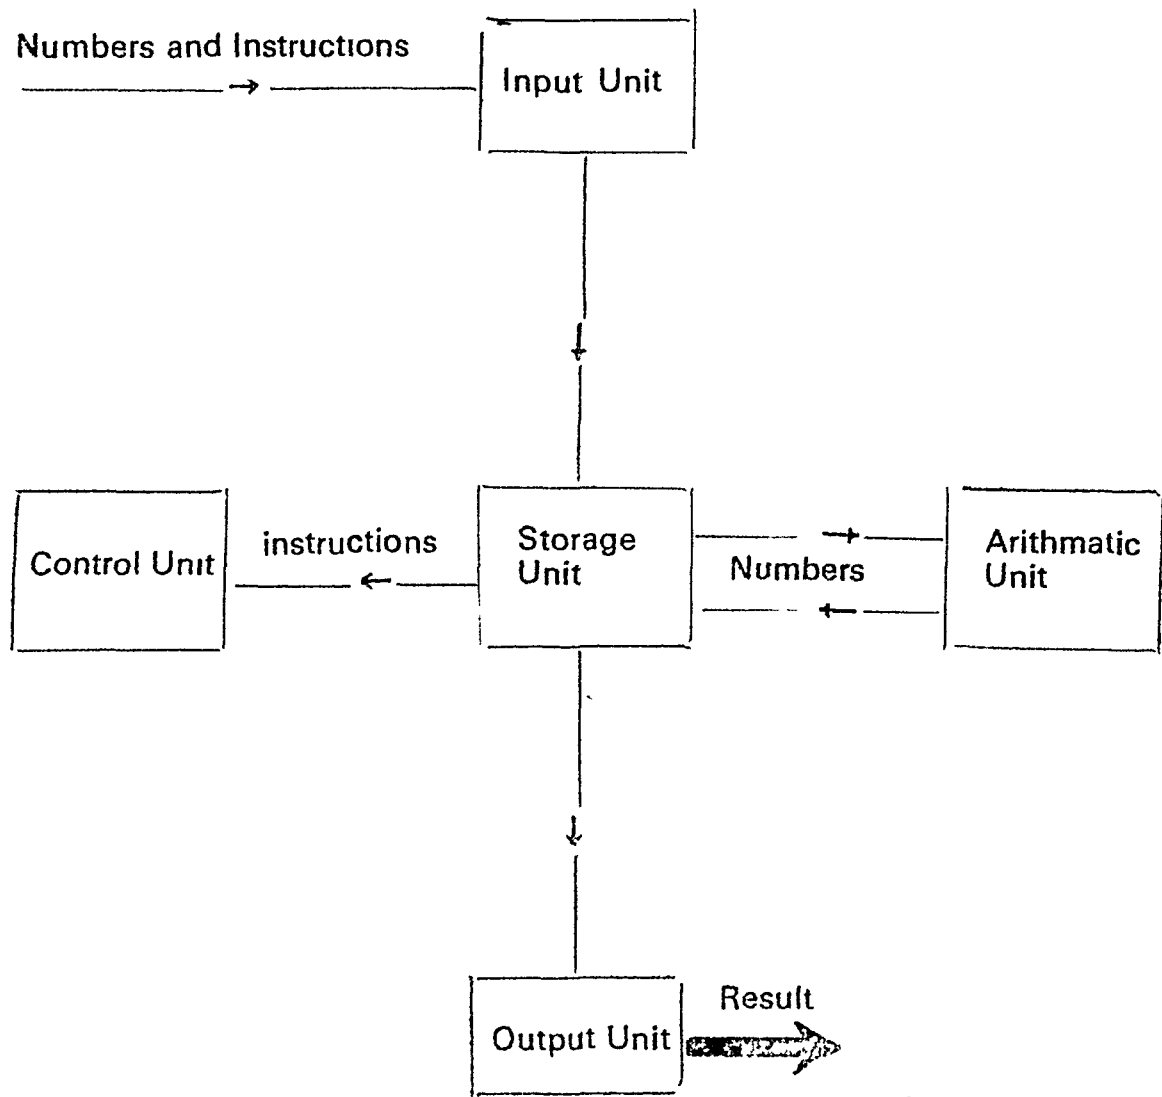 Numbers and Instructions
Input Unit
Control Unit
instructions
Storage
Unit
Numbers
Arithmatic
Unit
Result
Output Unit